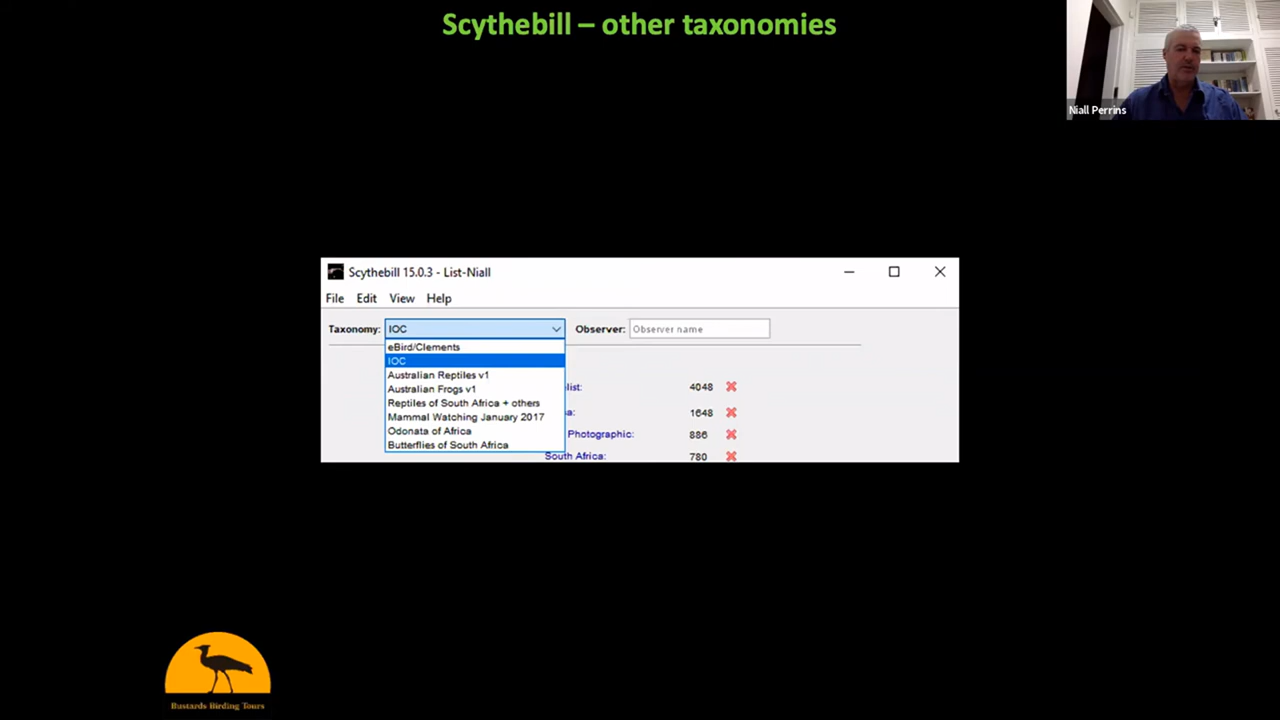 Scythebill – other taxonomies
Niall Perrins
Scythebill 15.0.3 - List-Niall
File Edit View Help
Taxonomy: IOC Observer: Observer name
eBird/Clements
IOC
Australian Reptiles v1
Australian Frogs v1
Reptiles of South Africa + others
Mammal Watching January 2017
Odonata of Africa
Butterflies of South Africa
list: 4048
a: 1648
Photographic: 886
South Africa: 780
Bustards Birding Tours